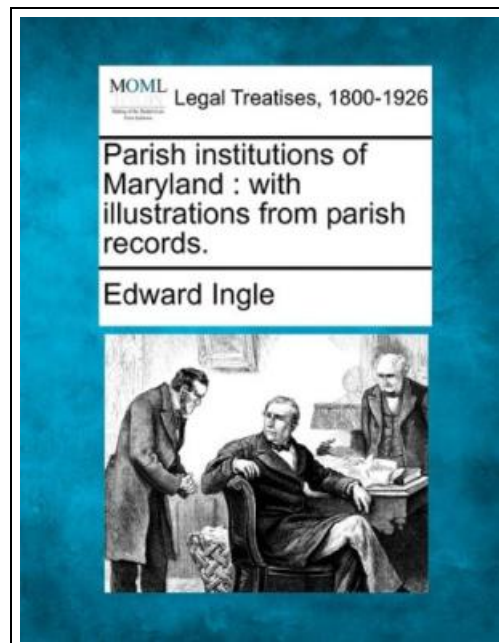 MOML
Legal Treatises, 1800-1926
Parish institutions of
Maryland : with
illustrations from parish
records.
Edward Ingle